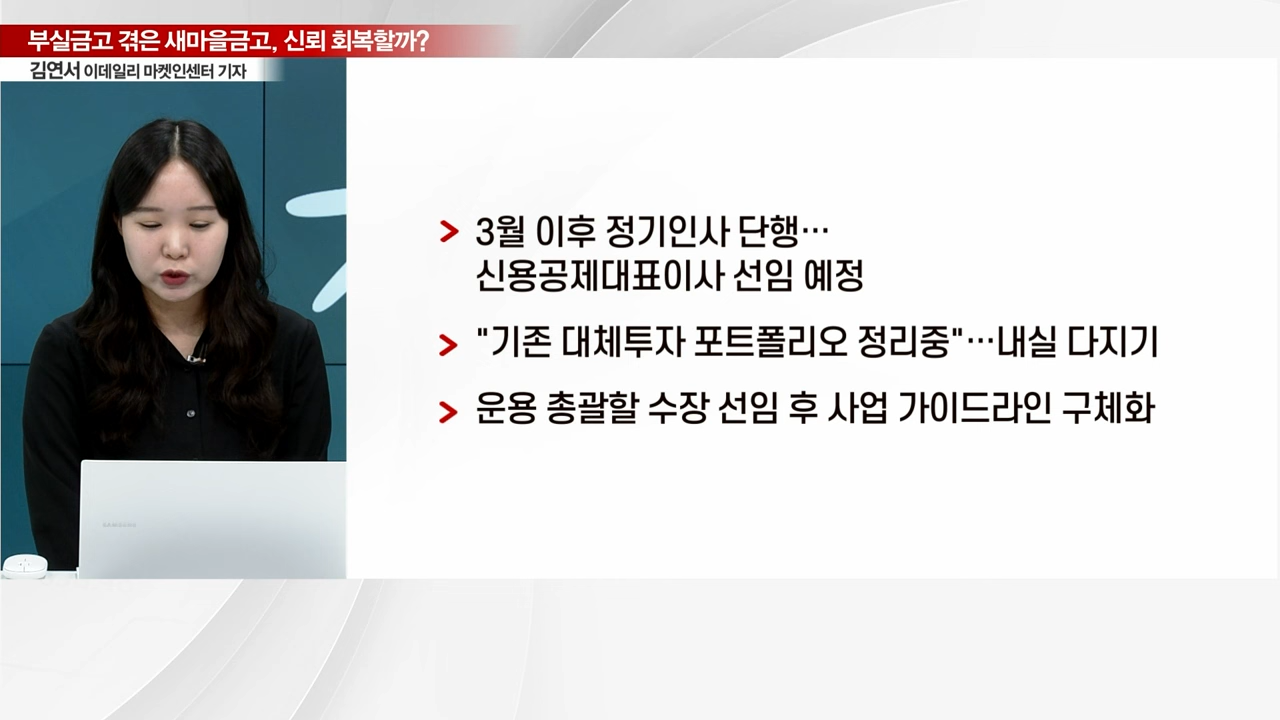 부실금고 겪은 새마을금고, 신뢰 회복할까?
김연서 이데일리 마켓인센터 기자
> 3월 이후 정기인사 단행…
신용공제대표이사 선임 예정
> "기존 대체투자 포트폴리오 정리중"…내실 다지기
> 운용 총괄할 수장 선임 후 사업 가이드라인 구체화
SAMSUNG